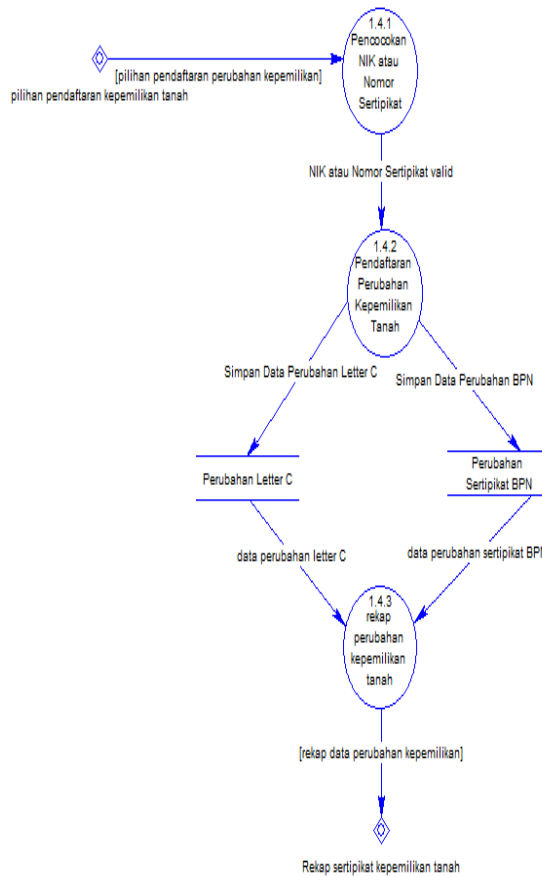 1.4.1
Pencocokan
NIK atau
Nomor
Sertipikat
[pilihan pendaftaran perubahan kepemilikan]
pilihan pendaftaran kepemilikan tanah
NIK atau Nomor Sertipikat valid
1.4.2
Pendaftaran
Perubahan
Kepemilikan
Tanah
Simpan Data Perubahan Letter C
Simpan Data Perubahan BPN
Perubahan Letter C
Perubahan
Sertipikat BPN
data perubahan letter C
data perubahan sertipikat BPN
1.4.3
rekap
perubahan
kepemilikan
tanah
[rekap data perubahan kepemilikan]
Rekap sertipikat kepemilikan tanah